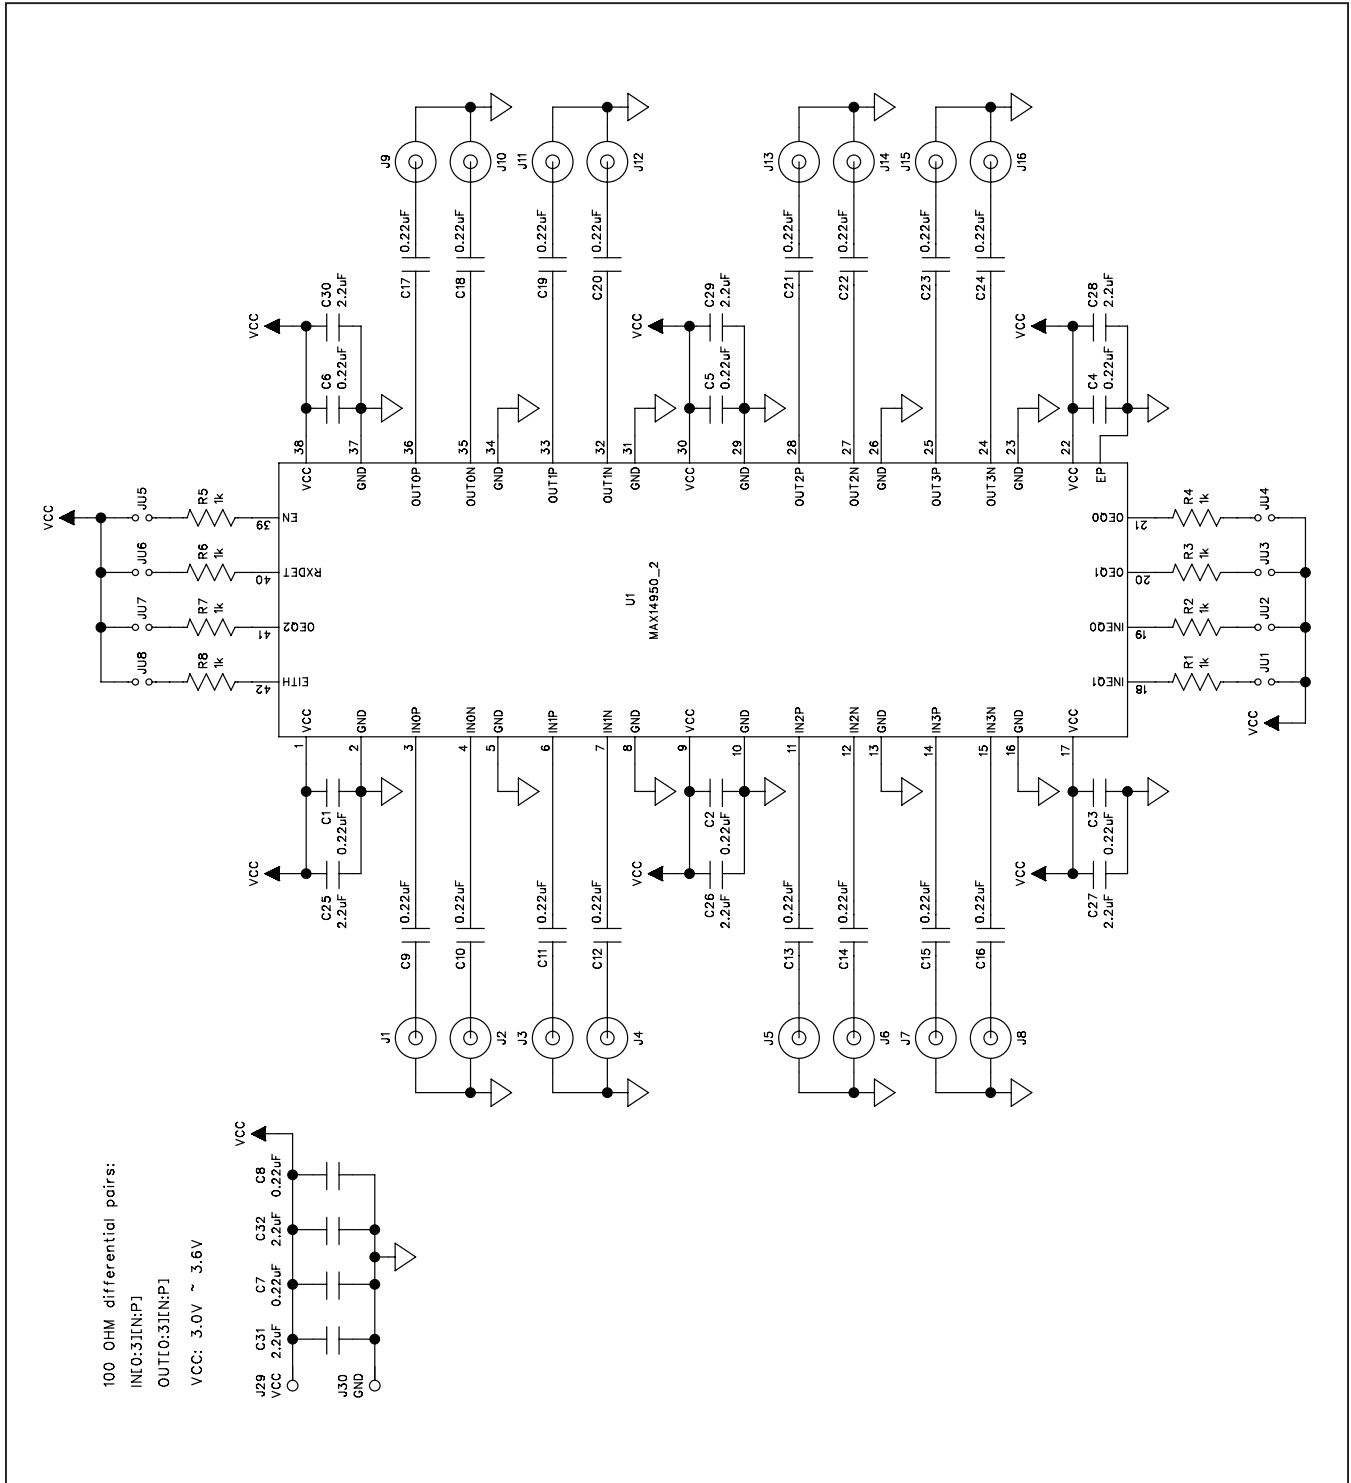 100 OHM differential pairs:
IN[0:3][N:P]
OUT[0:3][N:P]
VCC: 3.0V ~ 3.6V
J29
VCC
J30
GND
C31
2.2uF
C7
0.22uF
C32
2.2uF
C8
0.22uF
VCC
J1
J2
J3
J4
J5
J6
J7
J8
C9
0.22uF
C10
0.22uF
C11
0.22uF
C12
0.22uF
C13
0.22uF
C14
0.22uF
C15
0.22uF
C16
0.22uF
VCC
C25
2.2uF
C1
0.22uF
VCC
C26
2.2uF
C2
0.22uF
VCC
C27
2.2uF
C3
0.22uF
1 VCC
2 GND
3 IN0P
4 IN0N
5 GND
6 IN1P
7 IN1N
8 GND
9 VCC
10 GND
11 IN2P
12 IN2N
13 GND
14 IN3P
15 IN3N
16 GND
17 VCC
VCC
JU8
R8
1k
42 EITH
JU7
R7
1k
41 OEQ2
JU6
R6
1k
40 RXDET
JU5
R5
1k
39 EN
U1
MAX14950_2
INEQ1 18
R1
1k
JU1
INEQ0 19
R2
1k
JU2
OEQ1 20
R3
1k
JU3
OEQ0 21
R4
1k
JU4
VCC
VCC 38
GND 37
OUT0P 36
OUT0N 35
GND 34
OUT1P 33
OUT1N 32
GND 31
VCC 30
GND 29
OUT2P 28
OUT2N 27
GND 26
OUT3P 25
OUT3N 24
GND 23
VCC 22
EP
VCC
C6
0.22uF
C30
2.2uF
VCC
C5
0.22uF
C29
2.2uF
VCC
C4
0.22uF
C28
2.2uF
C17
0.22uF
C18
0.22uF
C19
0.22uF
C20
0.22uF
C21
0.22uF
C22
0.22uF
C23
0.22uF
C24
0.22uF
J9
J10
J11
J12
J13
J14
J15
J16